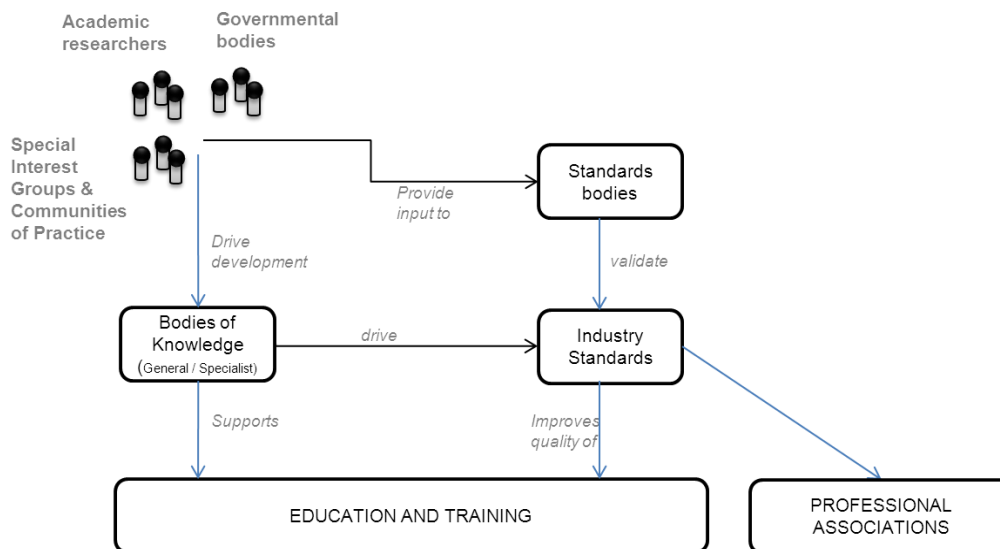 Academic
researchers
Governmental
bodies
Special
Interest
Groups &
Communities
of Practice
Provide
input to
Standards
bodies
Drive
development
validate
Bodies of
Knowledge
(General / Specialist)
drive
Industry
Standards
Supports
Improves
quality of
EDUCATION AND TRAINING
PROFESSIONAL
ASSOCIATIONS